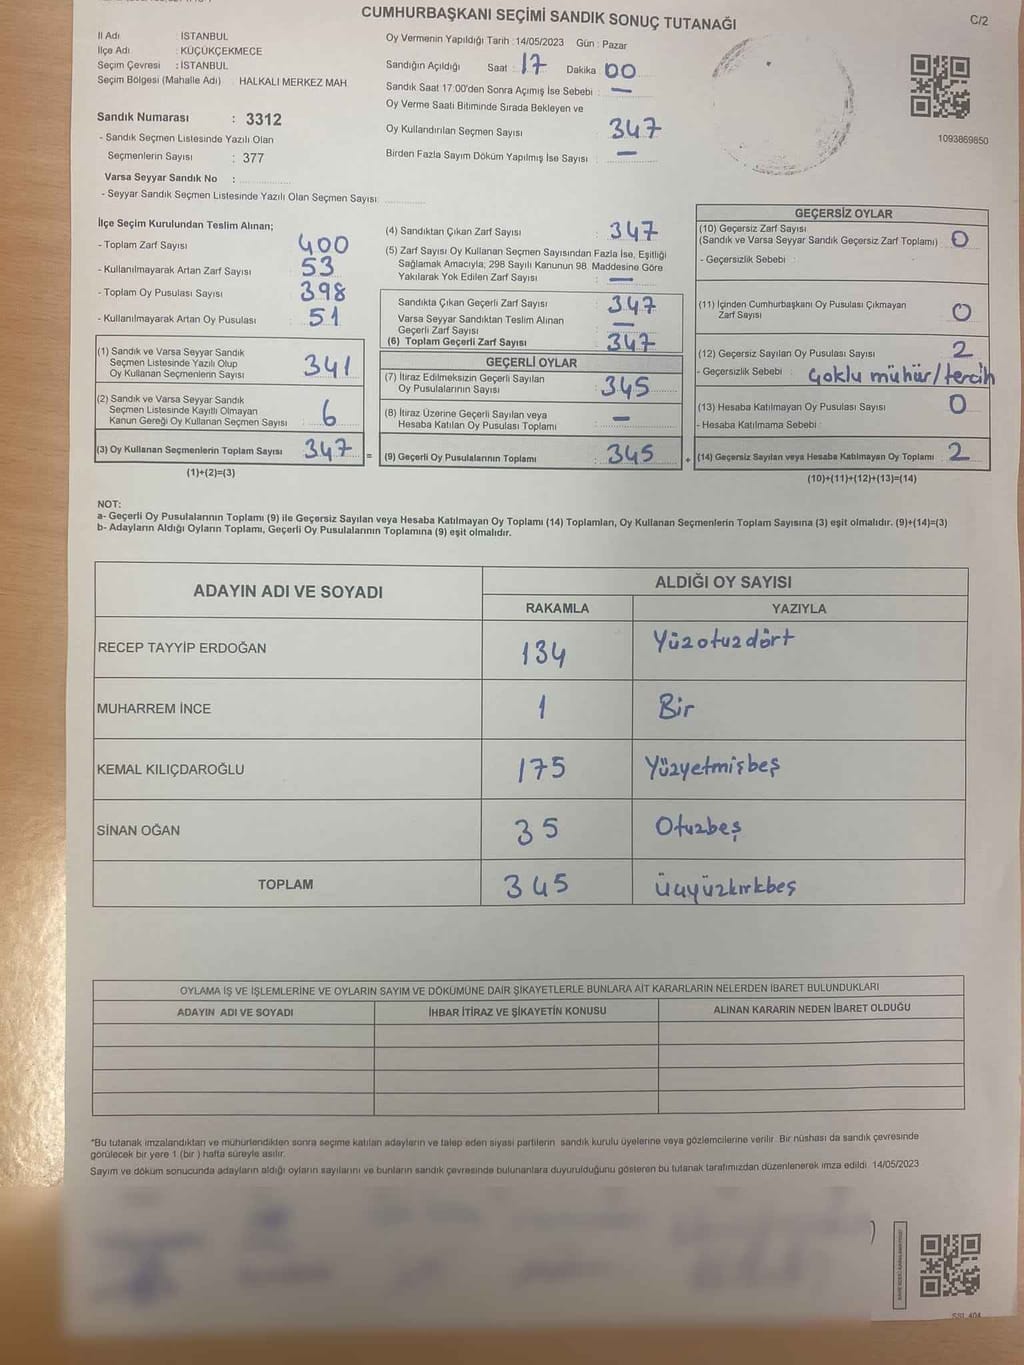 CUMHURBAŞKANI SEÇİMİ SANDIK SONUÇ TUTANAĞI
C/2
İl Adı : İSTANBUL
İlçe Adı : KÜÇÜKÇEKMECE
Seçim Çevresi : İSTANBUL
Seçim Bölgesi (Mahalle Adı) HALKALI MERKEZ MAH
Sandık Numarası : 3312
- Sandık Seçmen Listesinde Yazılı Olan
Seçmenlerin Sayısı : 377
Varsa Seyyar Sandık No :
- Seyyar Sandık Seçmen Listesinde Yazılı Olan Seçmen Sayısı:
Oy Vermenin Yapıldığı Tarih :14/05/2023 Gün : Pazar
Sandığın Açıldığı Saat : 17 Dakika 00
Sandık Saat 17:00'den Sonra Açımış İse Sebebi : —
Oy Verme Saati Bitiminde Sırada Bekleyen ve
Oy Kullandırılan Seçmen Sayısı 347
Birden Fazla Sayım Döküm Yapılmış İse Sayısı : —
1093869850
İlçe Seçim Kurulundan Teslim Alınan;
- Toplam Zarf Sayısı 400
- Kullanılmayarak Artan Zarf Sayısı 53
- Toplam Oy Pusulası Sayısı 398
- Kullanılmayarak Artan Oy Pusulası : 51
(1) Sandık ve Varsa Seyyar Sandık
Seçmen Listesinde Yazılı Olup
Oy Kullanan Seçmenlerin Sayısı : 341
(2) Sandık ve Varsa Seyyar Sandık
Seçmen Listesinde Kayıtlı Olmayan
Kanun Gereği Oy Kullanan Seçmen Sayısı : 6
(3) Oy Kullanan Seçmenlerin Toplam Sayısı 347 =
(1)+(2)=(3)
(4) Sandıktan Çıkan Zarf Sayısı : 347
(5) Zarf Sayısı Oy Kullanan Seçmen Sayısından Fazla İse, Eşitliği
Sağlamak Amacıyla; 298 Sayılı Kanunun 98. Maddesine Göre
Yakılarak Yok Edilen Zarf Sayısı : —
Sandıkta Çıkan Geçerli Zarf Sayısı : 347
Varsa Seyyar Sandıktan Teslim Alınan
Geçerli Zarf Sayısı : —
(6) Toplam Geçerli Zarf Sayısı : 347
GEÇERLİ OYLAR
(7) İtiraz Edilmeksizin Geçerli Sayılan
Oy Pusulalarının Sayısı : 345
(8) İtiraz Üzerine Geçerli Sayılan veya
Hesaba Katılan Oy Pusulası Toplamı : —
(9) Geçerli Oy Pusulalarının Toplamı : 345 +
GEÇERSİZ OYLAR
(10) Geçersiz Zarf Sayısı
(Sandık ve Varsa Seyyar Sandık Geçersiz Zarf Toplamı) : 0
- Geçersizlik Sebebi :
(11) İçinden Cumhurbaşkanı Oy Pusulası Çıkmayan
Zarf Sayısı : 0
(12) Geçersiz Sayılan Oy Pusulası Sayısı : 2
- Geçersizlik Sebebi : Çoklu mühür/tercih
(13) Hesaba Katılmayan Oy Pusulası Sayısı : 0
- Hesaba Katılmama Sebebi :
(14) Geçersiz Sayılan veya Hesaba Katılmayan Oy Toplamı : 2
(10)+(11)+(12)+(13)=(14)
NOT:
a- Geçerli Oy Pusulalarının Toplamı (9) ile Geçersiz Sayılan veya Hesaba Katılmayan Oy Toplamı (14) Toplamları, Oy Kullanan Seçmenlerin Toplam Sayısına (3) eşit olmalıdır. (9)+(14)=(3)
b- Adayların Aldığı Oyların Toplamı, Geçerli Oy Pusulalarının Toplamına (9) eşit olmalıdır.
ADAYIN ADI VE SOYADI
ALDIĞI OY SAYISI
RAKAMLA YAZIYLA
RECEP TAYYİP ERDOĞAN 134 Yüzotuzdört
MUHARREM İNCE 1 Bir
KEMAL KILIÇDAROĞLU 175 Yüzyetmişbeş
SİNAN OĞAN 35 Otuzbeş
TOPLAM 345 Üçyüzkırkbeş
OYLAMA İŞ VE İŞLEMLERİNE VE OYLARIN SAYIM VE DÖKÜMÜNE DAİR ŞİKAYETLERLE BUNLARA AİT KARARLARIN NELERDEN İBARET BULUNDUKLARI
ADAYIN ADI VE SOYADI İHBAR İTİRAZ VE ŞİKAYETİN KONUSU ALINAN KARARIN NEDEN İBARET OLDUĞU
*Bu tutanak imzalandıktan ve mühürlendikten sonra seçime katılan adayların ve talep eden siyasi partilerin sandık kurulu üyelerine veya gözlemcilerine verilir. Bir nüshası da sandık çevresinde
görülecek bir yere 1 (bir ) hafta süreyle asılır.
Sayım ve döküm sonucunda adayların aldığı oyların sayılarını ve bunların sandık çevresinde bulunanlara duyurulduğunu gösteren bu tutanak tarafımızdan düzenlenerek imza edildi. 14/05/2023